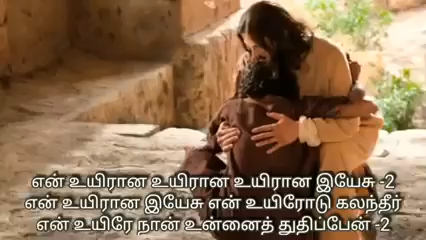 என் உயிரான உயிரான உயிரான இயேசு -2
என் உயிரான இயேசு என் உயிரோடு கலந்தீர்
என் உயிரே நான் உன்னைத் துதிப்பேன் -2